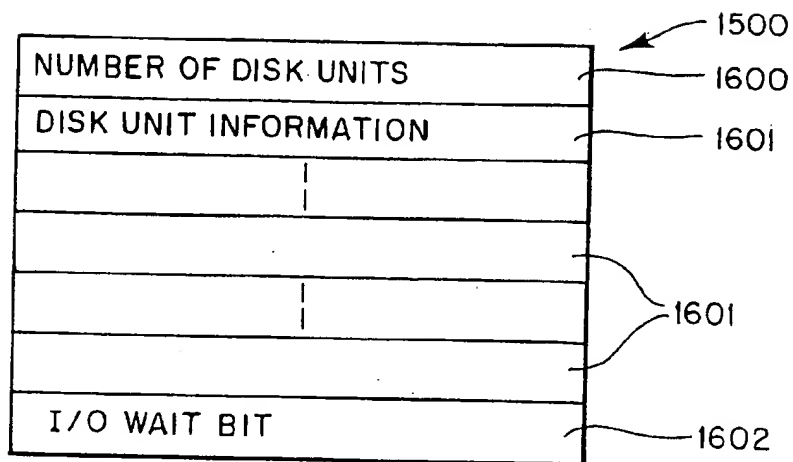 1500
NUMBER OF DISK UNITS
1600
DISK UNIT INFORMATION
1601
1601
I/O WAIT BIT
1602